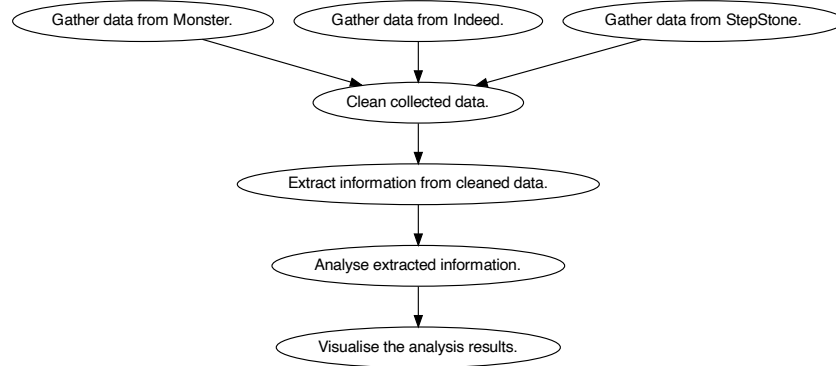 Gather data from Monster.
Gather data from Indeed.
Gather data from StepStone.
Clean collected data.
Extract information from cleaned data.
Analyse extracted information.
Visualise the analysis results.